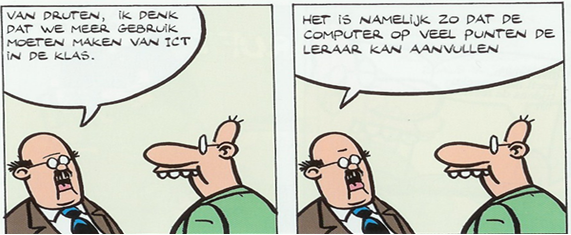 VAN DRUTEN, IK DENK
DAT WE MEER GEBRUIK
MOETEN MAKEN VAN ICT
IN DE KLAS.
HET IS NAMELIJK ZO DAT DE
COMPUTER OP VEEL PUNTEN DE
LERAAR KAN AANVULLEN